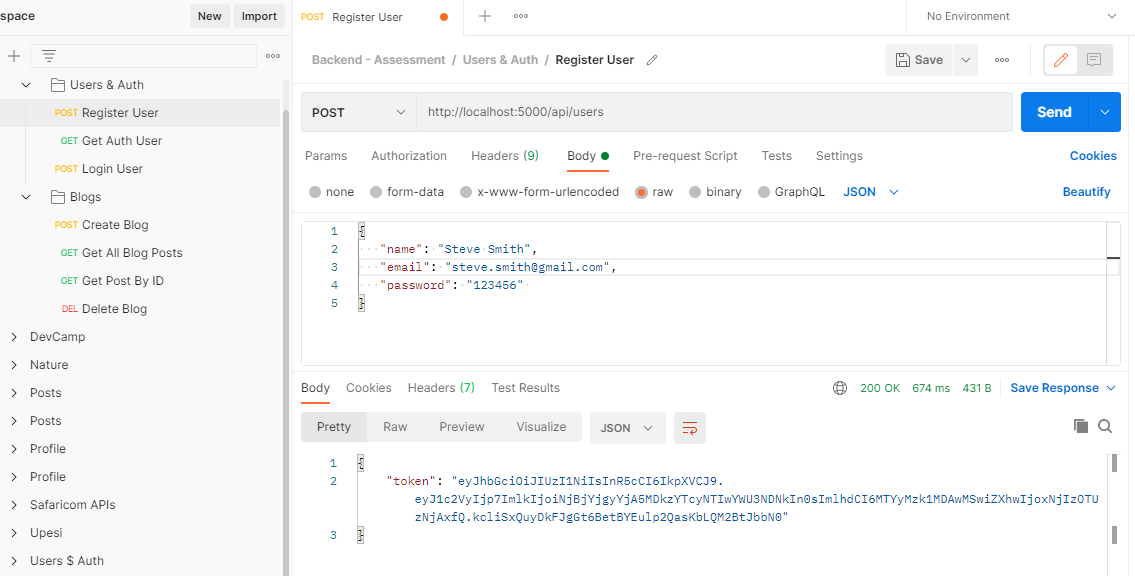 space
New
Import
POST Register User
No Environment
Backend - Assessment / Users & Auth / Register User
Save
Users & Auth
POST Register User
GET Get Auth User
POST Login User
Blogs
POST Create Blog
GET Get All Blog Posts
GET Get Post By ID
DEL Delete Blog
DevCamp
Nature
Posts
Posts
Profile
Profile
Safaricom APIs
Upesi
Users $ Auth
POST
http://localhost:5000/api/users
Send
Params Authorization Headers (9) Body Pre-request Script Tests Settings Cookies
none form-data x-www-form-urlencoded raw binary GraphQL JSON Beautify
1 {
2 "name": "Steve Smith",
3 "email": "steve.smith@gmail.com",
4 "password": "123456"
5 }
Body Cookies Headers (7) Test Results 200 OK 674 ms 431 B Save Response
Pretty Raw Preview Visualize JSON
1 {
2 "token": "eyJhbGciOiJIUzI1NiIsInR5cCI6IkpXVCJ9.
eyJ1c2VyIjp7ImlkIjoiNjBjYjgyYjA5MDkzYTcyNTIwYWU3NDNkIn0sImlhdCI6MTYyMzk1MDAwMSwiZXhwIjoxNjIzOTU
zNjAxfQ.kcliSxQuyDkFJgGt6BetBYEulp2QasKbLQM2BtJbbN0"
3 }